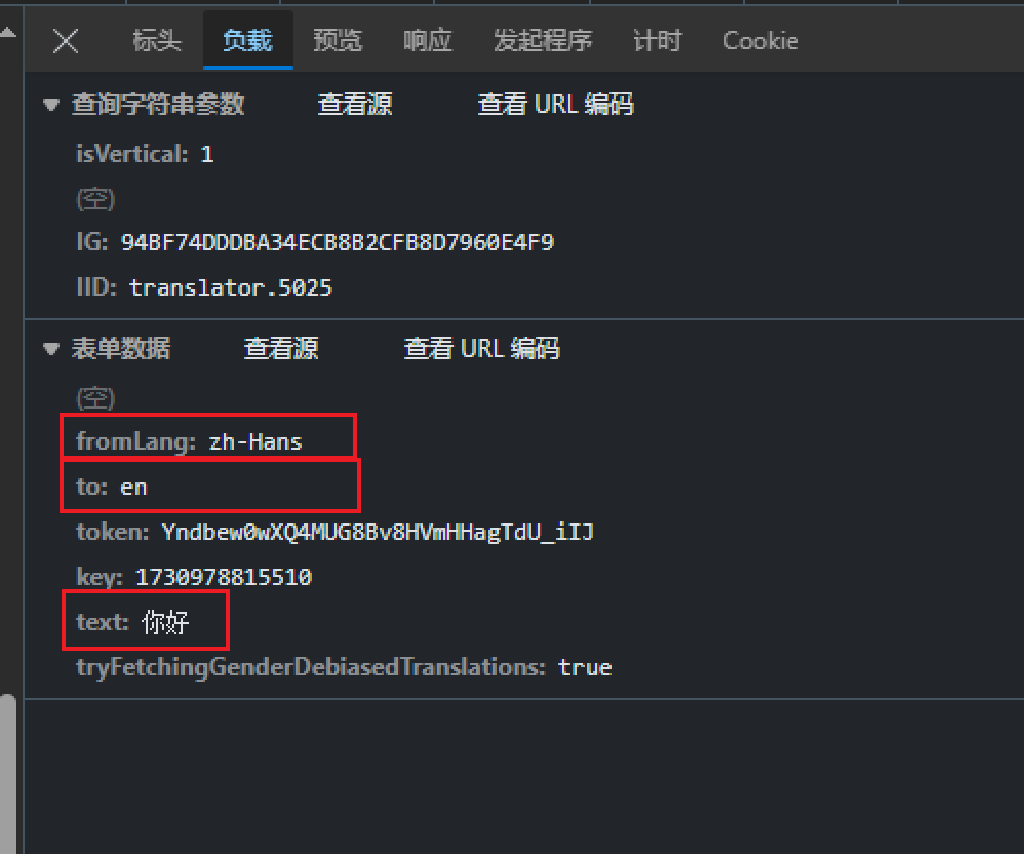 标头 负载 预览 响应 发起程序 计时 Cookie
查询字符串参数 查看源 查看 URL 编码
isVertical: 1
(空)
IG: 94BF74DDDBA34ECB8B2CFB8D7960E4F9
IID: translator.5025
表单数据 查看源 查看 URL 编码
(空)
fromLang: zh-Hans
to: en
token: Yndbew0wXQ4MUG8Bv8HVmHHagTdU_iIJ
key: 1730978815510
text: 你好
tryFetchingGenderDebiasedTranslations: true